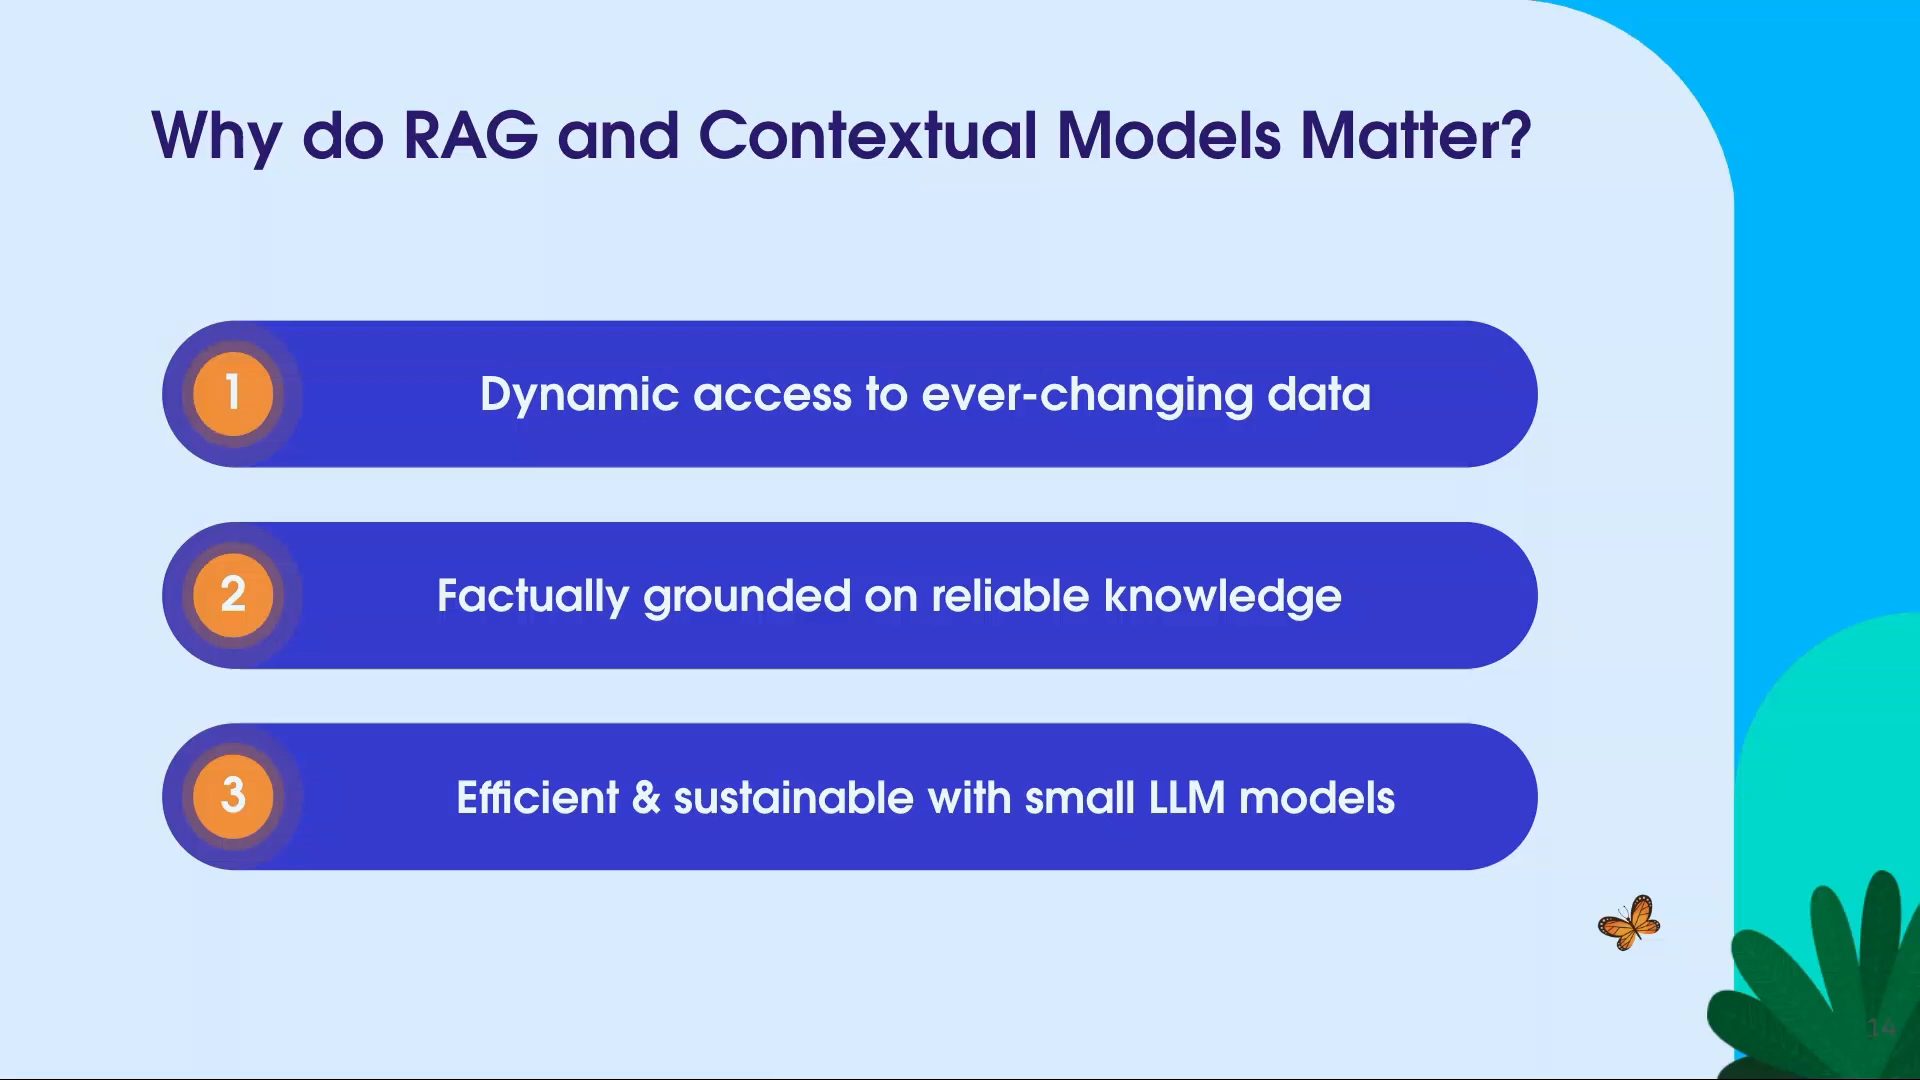 Why do RAG and Contextual Models Matter?
1
Dynamic access to ever-changing data
2
Factually grounded on reliable knowledge
3
Efficient & sustainable with small LLM models
14